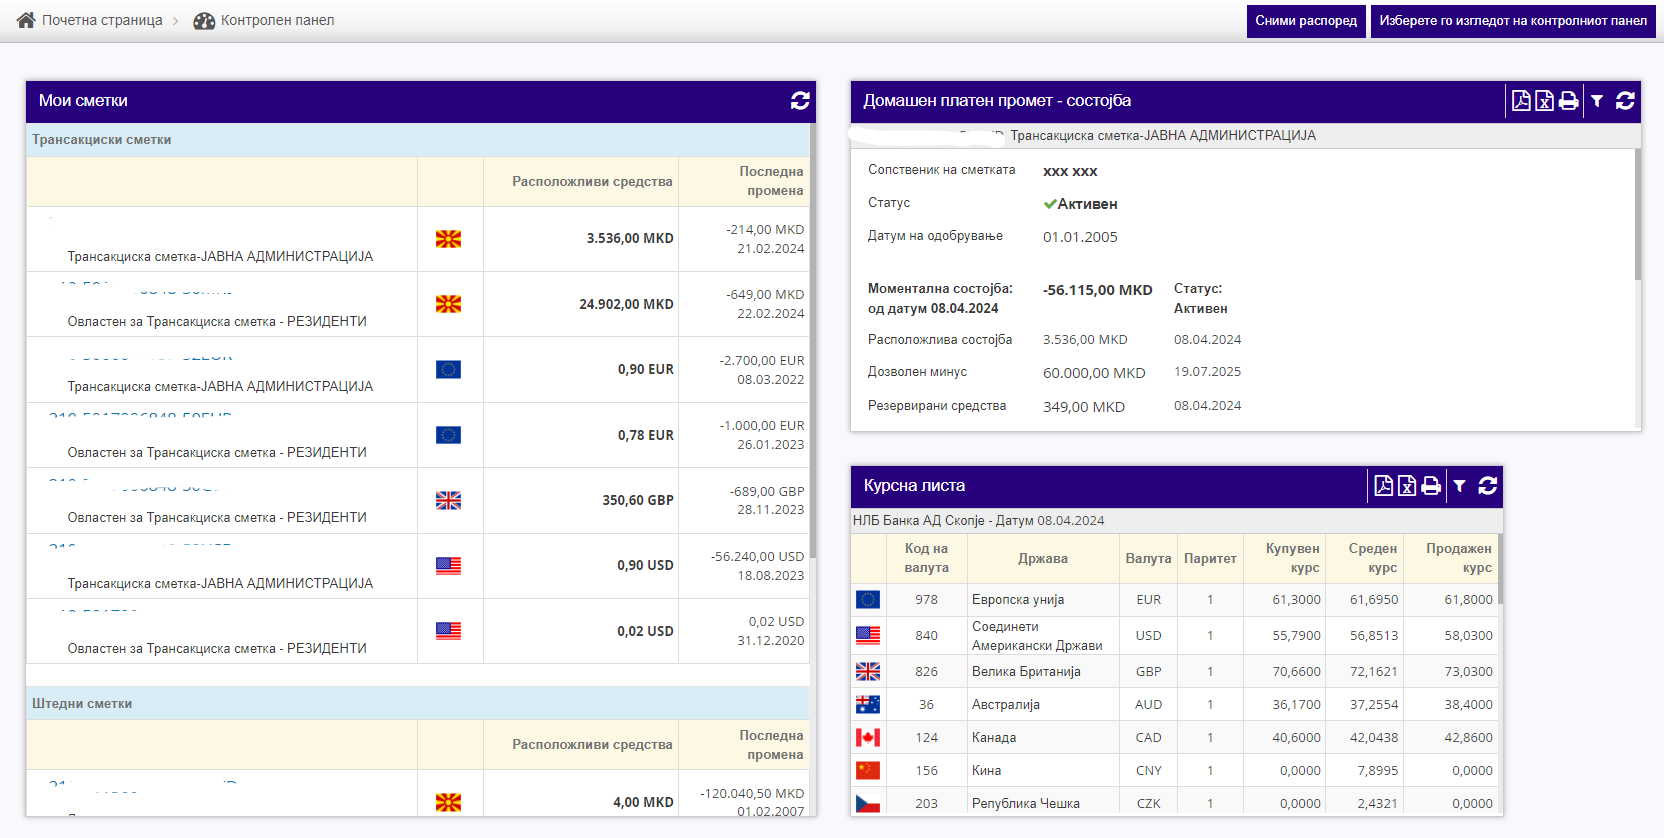 Почетна страница
Контролен панел
Сними распоред
Изберете го изгледот на контролниот панел
Мои сметки
Трансакциски сметки
Расположливи средства
Последна промена
3.536,00 MKD
-214,00 MKD
21.02.2024
Трансакциска сметка-ЈАВНА АДМИНИСТРАЦИЈА
24.902,00 MKD
-649,00 MKD
22.02.2024
Овластен за Трансакциска сметка - РЕЗИДЕНТИ
0,90 EUR
-2.700,00 EUR
08.03.2022
Трансакциска сметка-ЈАВНА АДМИНИСТРАЦИЈА
0,78 EUR
-1.000,00 EUR
26.01.2023
Овластен за Трансакциска сметка - РЕЗИДЕНТИ
350,60 GBP
-689,00 GBP
28.11.2023
Овластен за Трансакциска сметка - РЕЗИДЕНТИ
0,90 USD
-56.240,00 USD
18.08.2023
Трансакциска сметка-ЈАВНА АДМИНИСТРАЦИЈА
0,02 USD
0,02 USD
31.12.2020
Овластен за Трансакциска сметка - РЕЗИДЕНТИ
Штедни сметки
Расположливи средства
Последна промена
4,00 MKD
-120.040,50 MKD
01.02.2007
Домашен платен промет - состојба
Трансакциска сметка-ЈАВНА АДМИНИСТРАЦИЈА
Сопственик на сметката xxx xxx
Статус Активен
Датум на одобрување 01.01.2005
Моментална состојба: -56.115,00 MKD Статус:
од датум 08.04.2024 Активен
Расположлива состојба 3.536,00 MKD 08.04.2024
Дозволен минус 60.000,00 MKD 19.07.2025
Резервирани средства 349,00 MKD 08.04.2024
Курсна листа
НЛБ Банка АД Скопје - Датум 08.04.2024
Код на валута Држава Валута Паритет Купувен курс Среден курс Продажен курс
978 Европска унија EUR 1 61,3000 61,6950 61,8000
840 Соединети Американски Држави USD 1 55,7900 56,8513 58,0300
826 Велика Британија GBP 1 70,6600 72,1621 73,0300
36 Австралија AUD 1 36,1700 37,2554 38,4000
124 Канада CAD 1 40,6000 42,0438 42,8600
156 Кина CNY 1 0,0000 7,8995 0,0000
203 Република Чешка CZK 1 0,0000 2,4321 0,0000